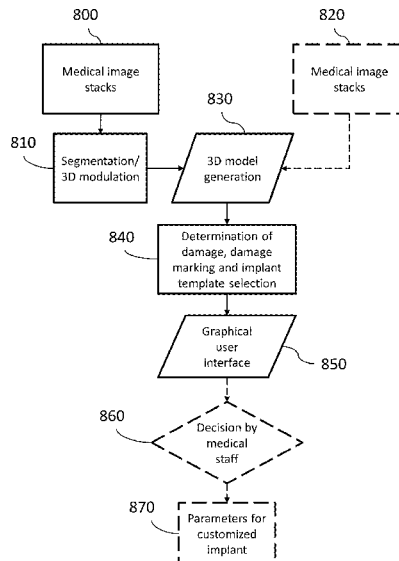 800
820
Medical image
stacks
Medical image
stacks
830
810
Segmentation/
3D modulation
3D model
generation
840
Determination of
damage, damage
marking and implant
template selection
Graphical
user
interface
850
860
Decision by
medical
staff
870
Parameters for
customized
implant